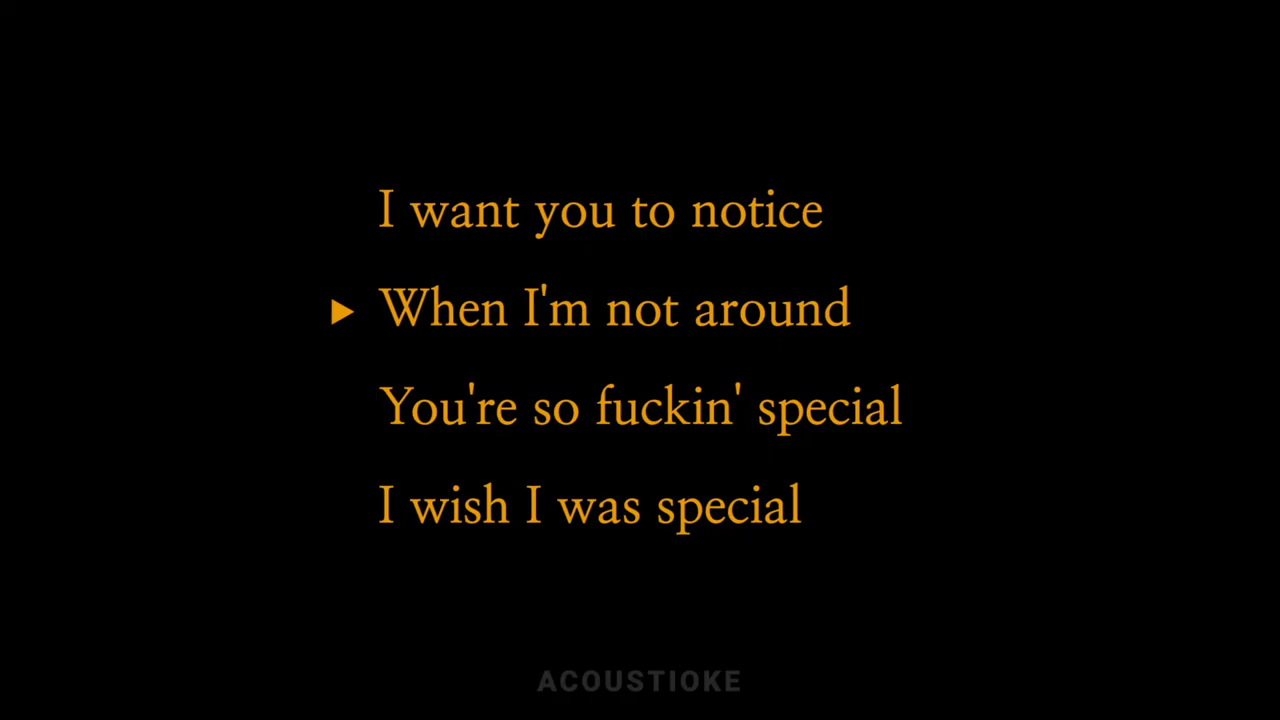 I want you to notice
When I'm not around
You're so fuckin' special
I wish I was special
ACOUSTIOKE